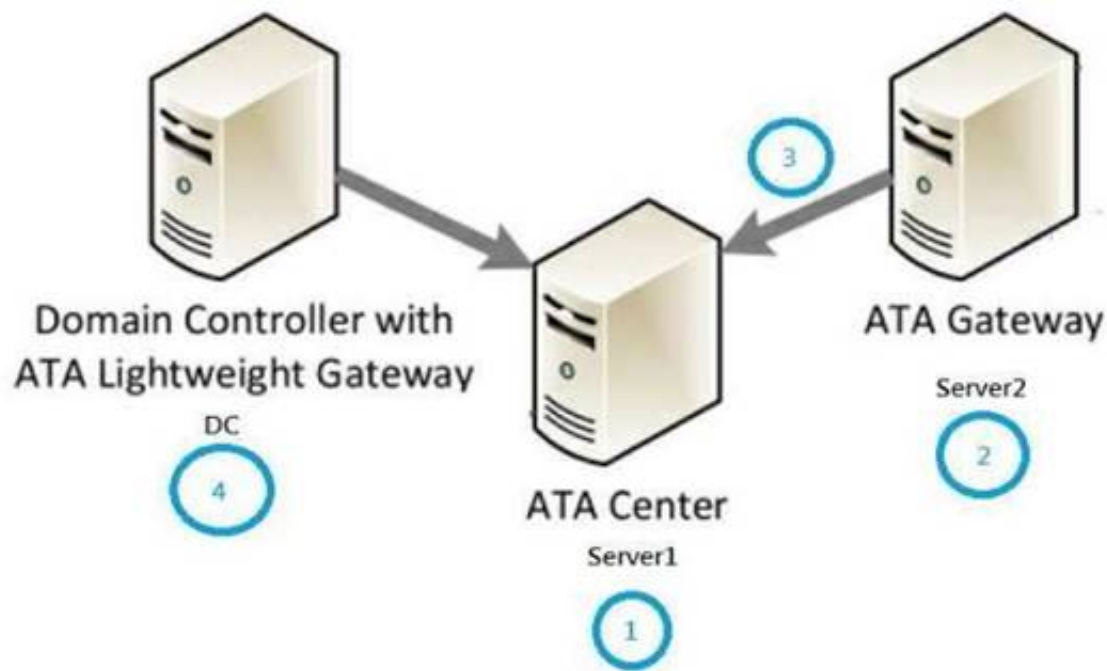 3
Domain Controller with
ATA Lightweight Gateway
DC
4
ATA Gateway
Server2
2
ATA Center
Server1
1